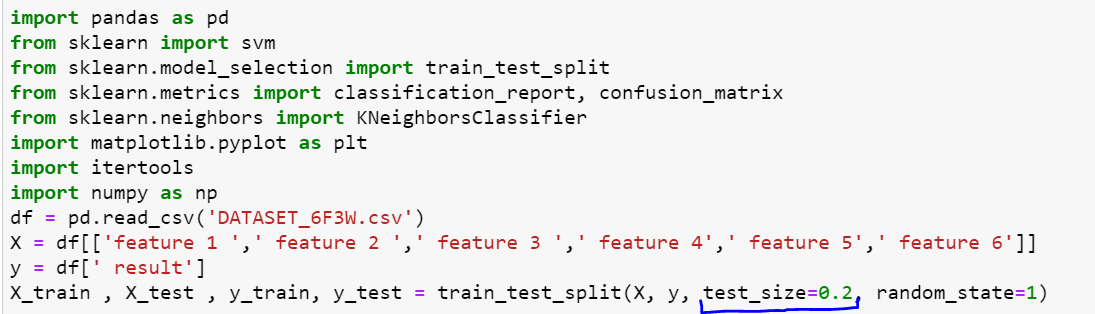 import pandas as pd
from sklearn import svm
from sklearn.model_selection import train_test_split
from sklearn.metrics import classification_report, confusion_matrix
from sklearn.neighbors import KNeighborsClassifier
import matplotlib.pyplot as plt
import itertools
import numpy as np
df = pd.read_csv('DATASET_6F3W.csv')
X = df[['feature 1 ',' feature 2 ',' feature 3 ',' feature 4',' feature 5',' feature 6']]
y = df[' result']
X_train , X_test , y_train, y_test = train_test_split(X, y, test_size=0.2, random_state=1)